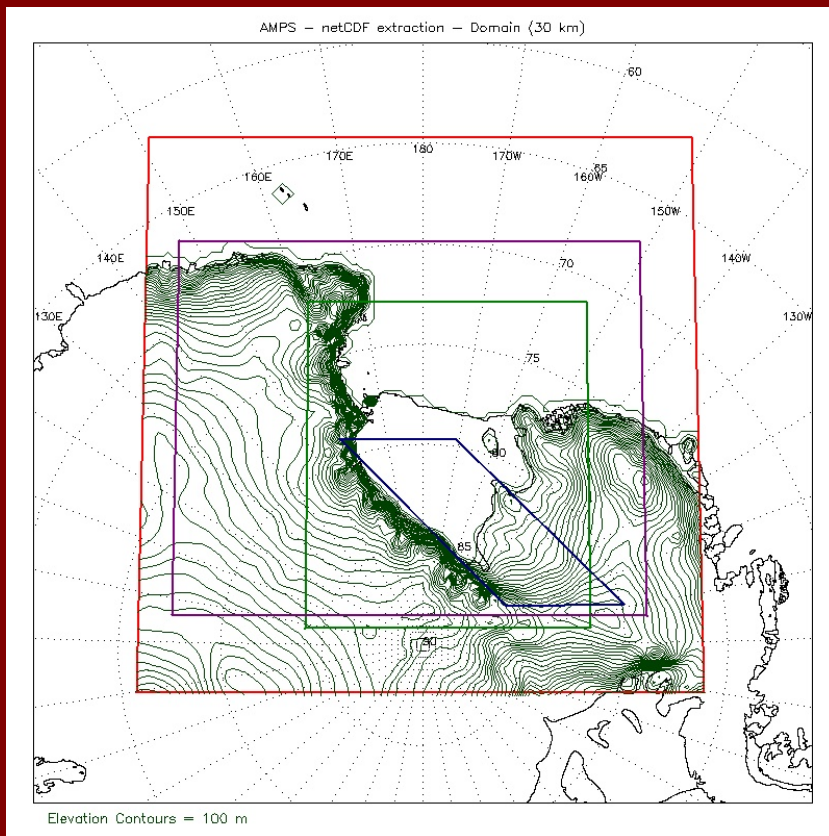 AMPS – netCDF extraction – Domain (30 km)
60
180
170E
170W
65
160E
160W
150E
150W
140E
140W
70
130E
130W
75
80
85
90
Elevation Contours = 100 m